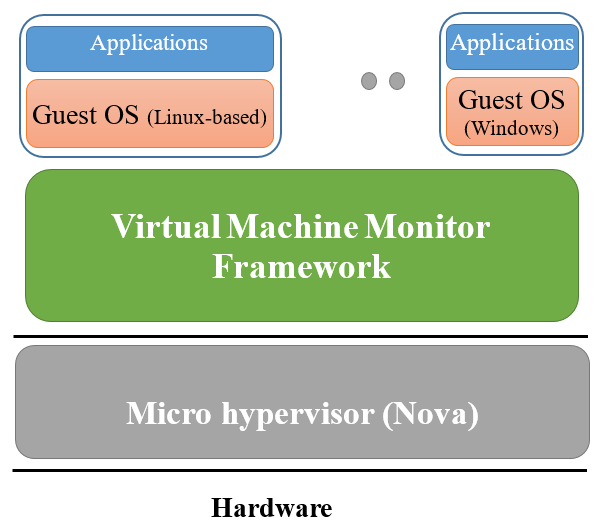 Applications
Guest OS (Linux-based)
Applications
Guest OS
(Windows)
Virtual Machine Monitor
Framework
Micro hypervisor (Nova)
Hardware